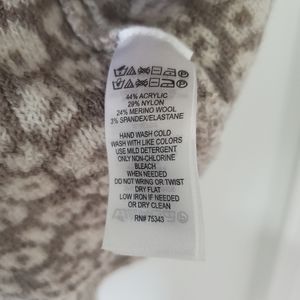 44% ACRYLIC
29% NYLON
24% MERINO WOOL
3% SPANDEX/ELASTANE
HAND WASH COLD
WASH WITH LIKE COLORS
USE MILD DETERGENT
ONLY NON-CHLORINE
BLEACH
WHEN NEEDED
DO NOT WRING OR TWIST
DRY FLAT
LOW IRON IF NEEDED
OR DRY CLEAN
RN# 75343